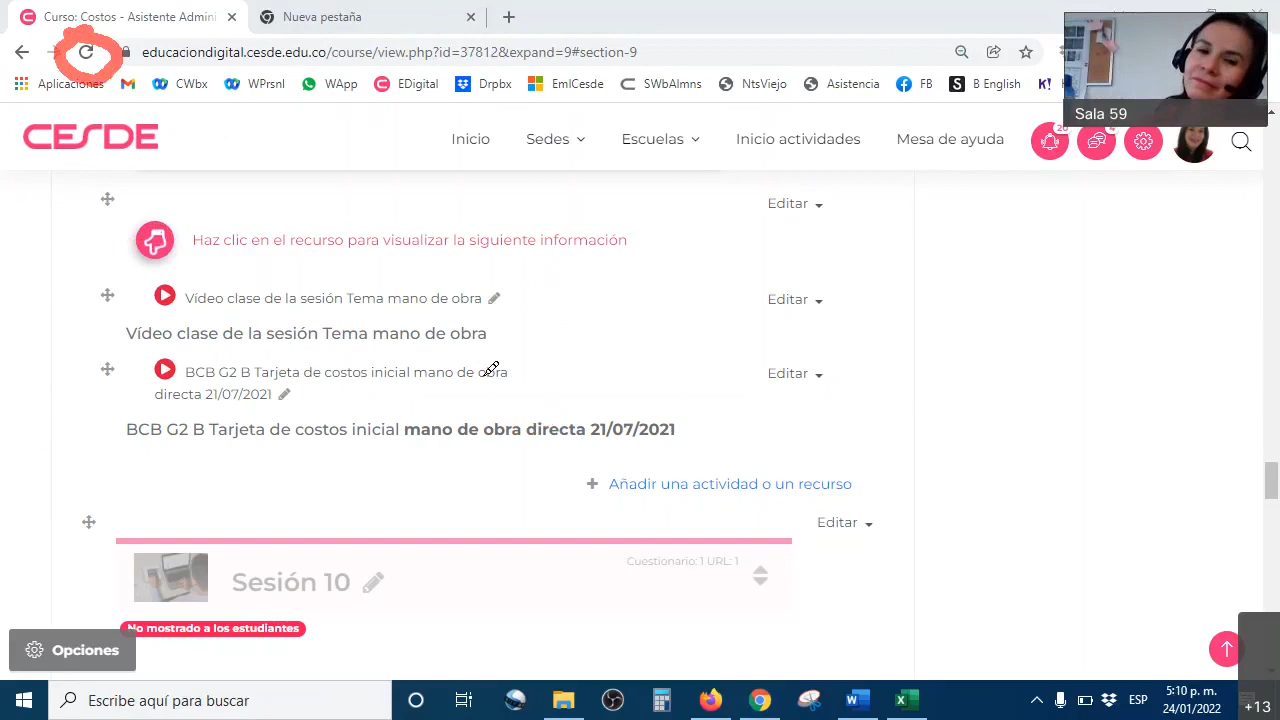 Curso: Costos - Asistente Admini
Nueva pestaña
educaciondigital.cesde.edu.co/course/view.php?id=37812&expand=9#section-9
Aplicaciones CWbx WPrsnl WApp EDigital Drpbx EmlCesde SWbAlmns NtsViejo Asistencia FB B English
Sala 59
CESDE
Inicio Sedes Escuelas Inicio actividades Mesa de ayuda
20
Editar
Haz clic en el recurso para visualizar la siguiente información
Vídeo clase de la sesión Tema mano de obra
Editar
Vídeo clase de la sesión Tema mano de obra
BCB G2 B Tarjeta de costos inicial mano de obra
directa 21/07/2021
Editar
BCB G2 B Tarjeta de costos inicial mano de obra directa 21/07/2021
+ Añadir una actividad o un recurso
Editar
Cuestionario: 1 URL: 1
Sesión 10
No mostrado a los estudiantes
Opciones
Escribe aquí para buscar
ESP
5:10 p. m.
24/01/2022
+13